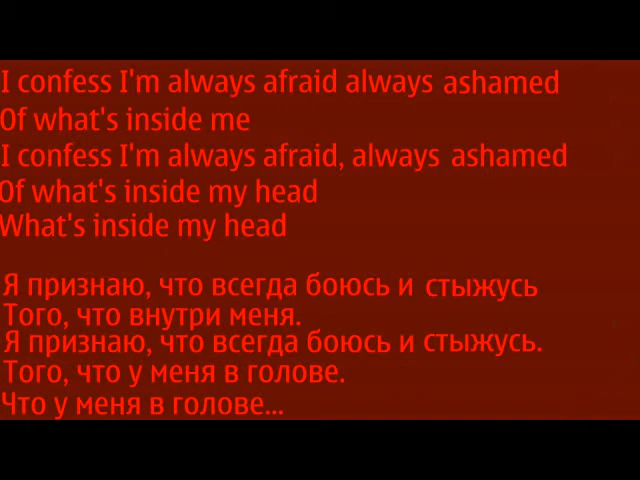 I confess I'm always afraid always ashamed
Of what's inside me
I confess I'm always afraid, always ashamed
Of what's inside my head
What's inside my head
Я признаю, что всегда боюсь и стыжусь
Того, что внутри меня.
Я признаю, что всегда боюсь и стыжусь.
Того, что у меня в голове.
Что у меня в голове...